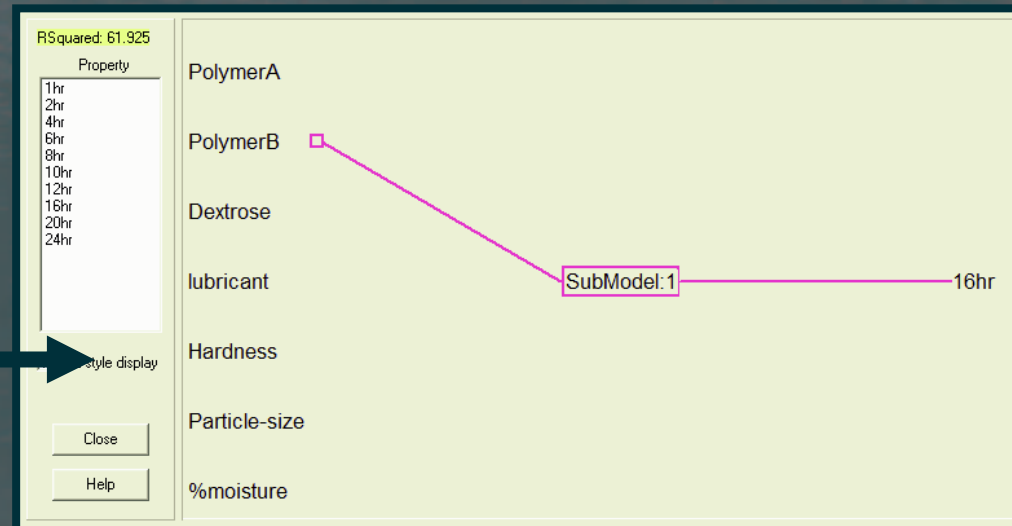 RSquared: 61.925
Property
1hr
2hr
4hr
6hr
8hr
10hr
12hr
16hr
20hr
24hr
style display
Close
Help
PolymerA
PolymerB
Dextrose
lubricant
Hardness
Particle-size
%moisture
SubModel:1
16hr